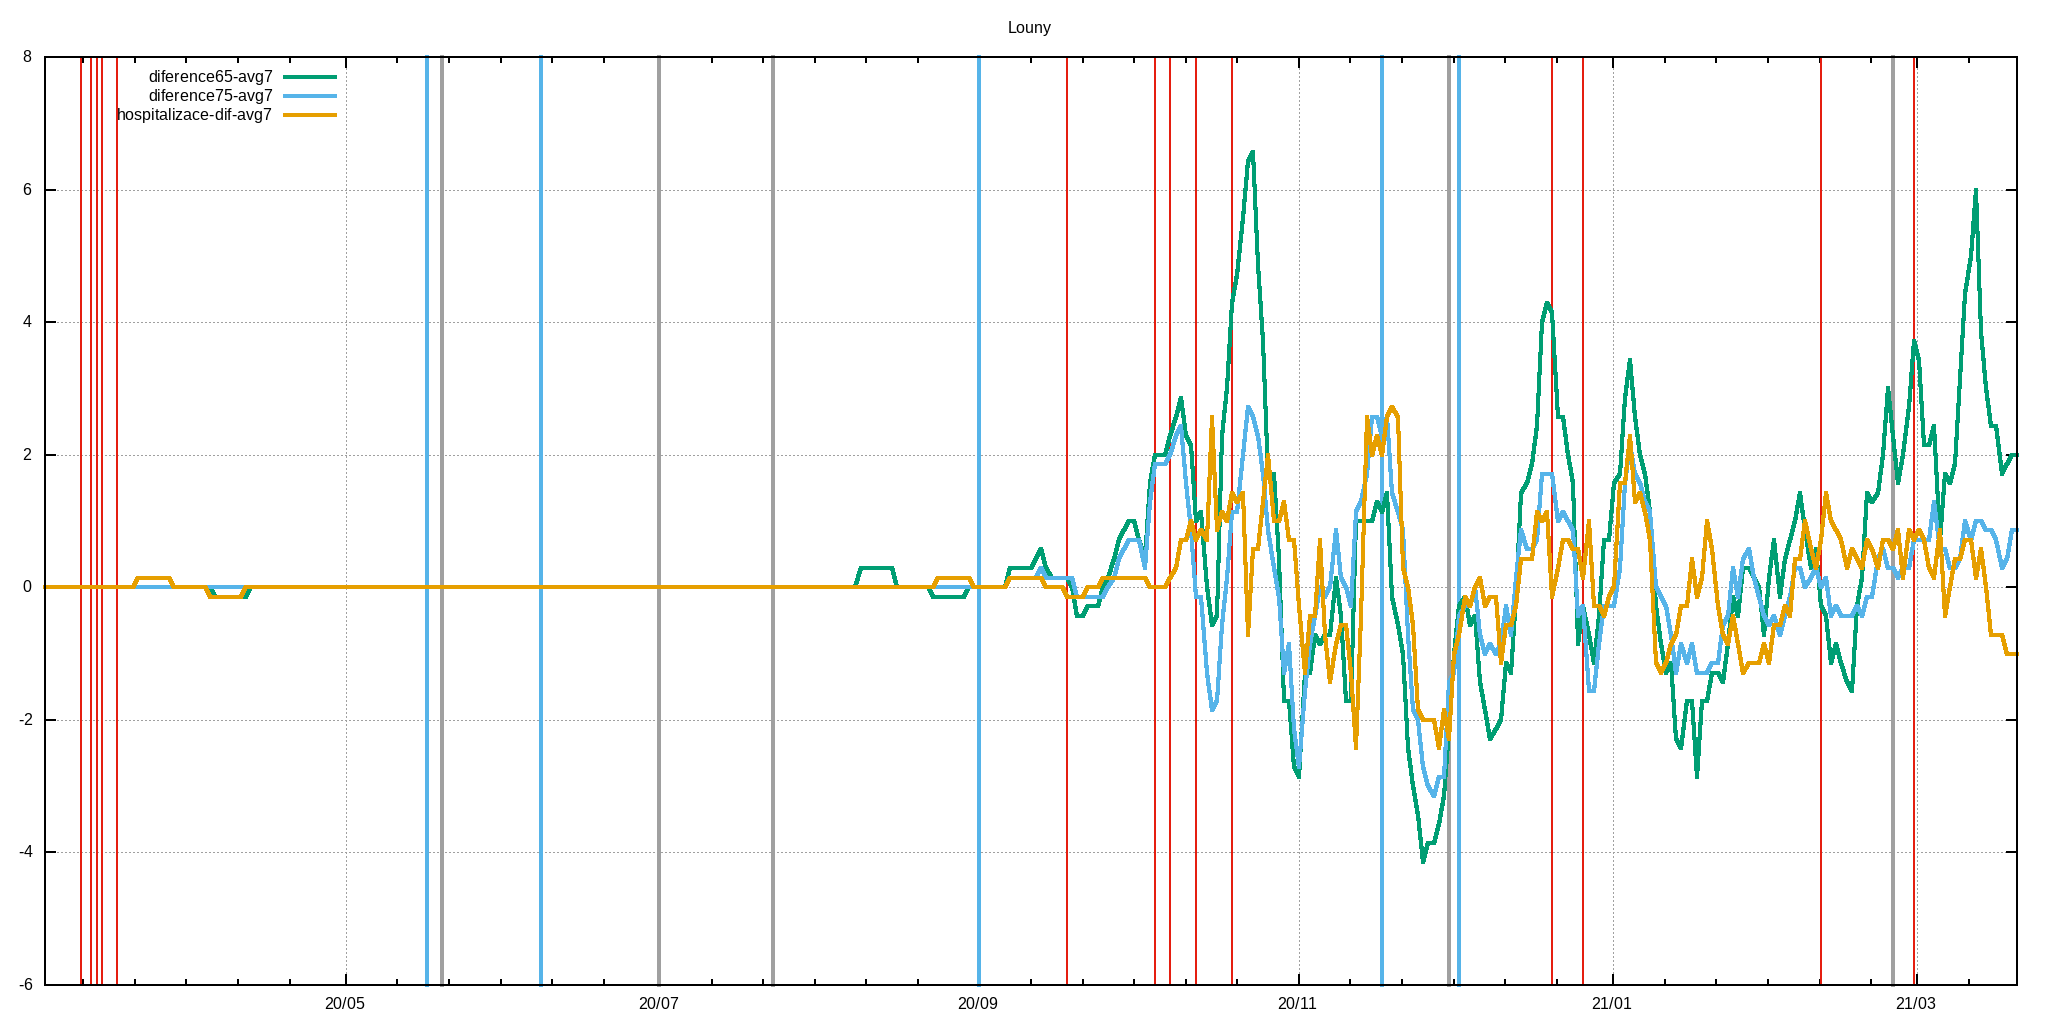 Louny
8
diference65-avg7
diference75-avg7
hospitalizace-dif-avg7
6
4
2
0
-2
-4
-6
20/05 20/07 20/09 20/11 21/01 21/03